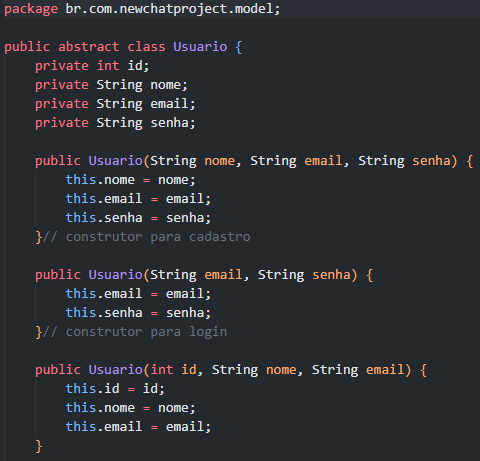 package br.com.newchatproject.model;
public abstract class Usuario {
private int id;
private String nome;
private String email;
private String senha;
public Usuario(String nome, String email, String senha) {
this.nome = nome;
this.email = email;
this.senha = senha;
}// construtor para cadastro
public Usuario(String email, String senha) {
this.email = email;
this.senha = senha;
}// construtor para login
public Usuario(int id, String nome, String email) {
this.id = id;
this.nome = nome;
this.email = email;
}